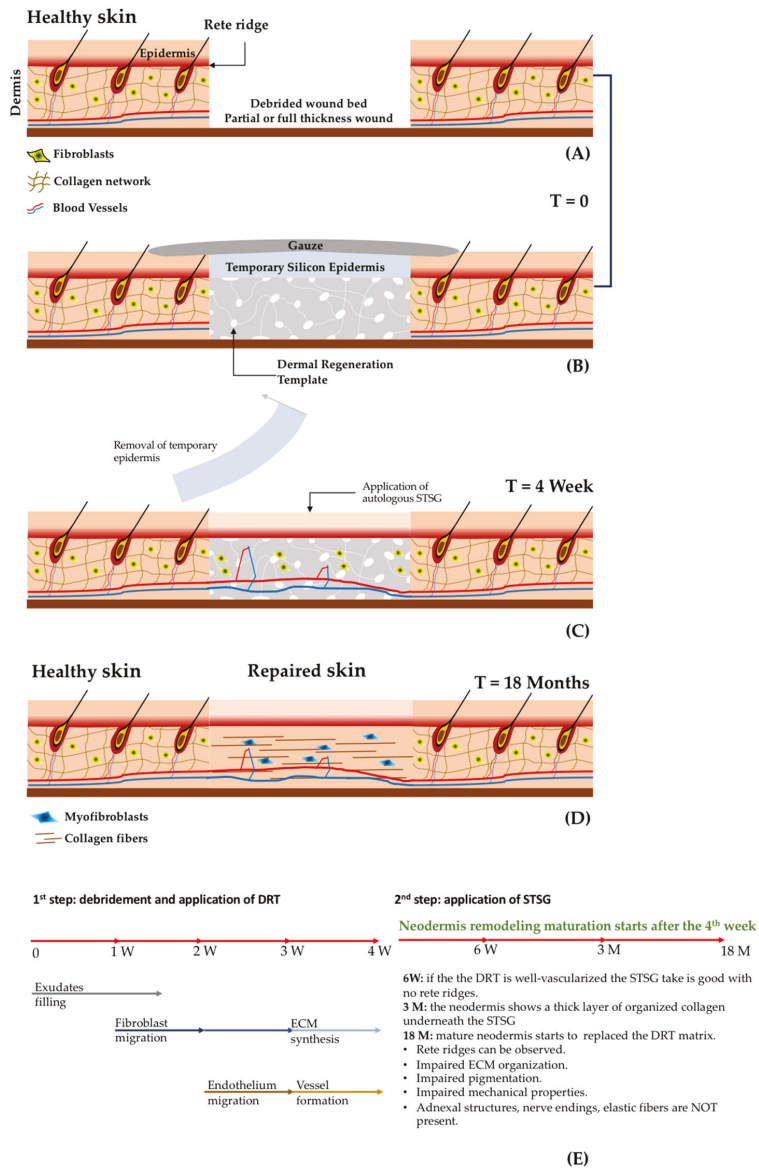 Healthy skin
Rete ridge
Epidermis
Dermis
Debrided wound bed
Partial or full thickness wound
(A)
Fibroblasts
Collagen network
Blood Vessels
T = 0
Gauze
Temporary Silicon Epidermis
(B)
Dermal Regeneration
Template
Removal of temporary
epidermis
Application of
autologous STSG
T = 4 Week
(C)
Healthy skin
Repaired skin
T = 18 Months
(D)
Myofibroblasts
Collagen fibers
1st step: debridement and application of DRT
0 1 W 2 W 3 W 4 W
Exudates
filling
Fibroblast
migration
ECM
synthesis
Endothelium
migration
Vessel
formation
2nd step: application of STSG
Neodermis remodeling maturation starts after the 4th week
6 W 3 M 18 M
6W: if the the DRT is well-vascularized the STSG take is good with
no rete ridges.
3 M: the neodermis shows a thick layer of organized collagen
underneath the STSG
18 M: mature neodermis starts to replaced the DRT matrix.
• Rete ridges can be observed.
• Impaired ECM organization.
• Impaired pigmentation.
• Impaired mechanical properties.
• Adnexal structures, nerve endings, elastic fibers are NOT
present.
(E)